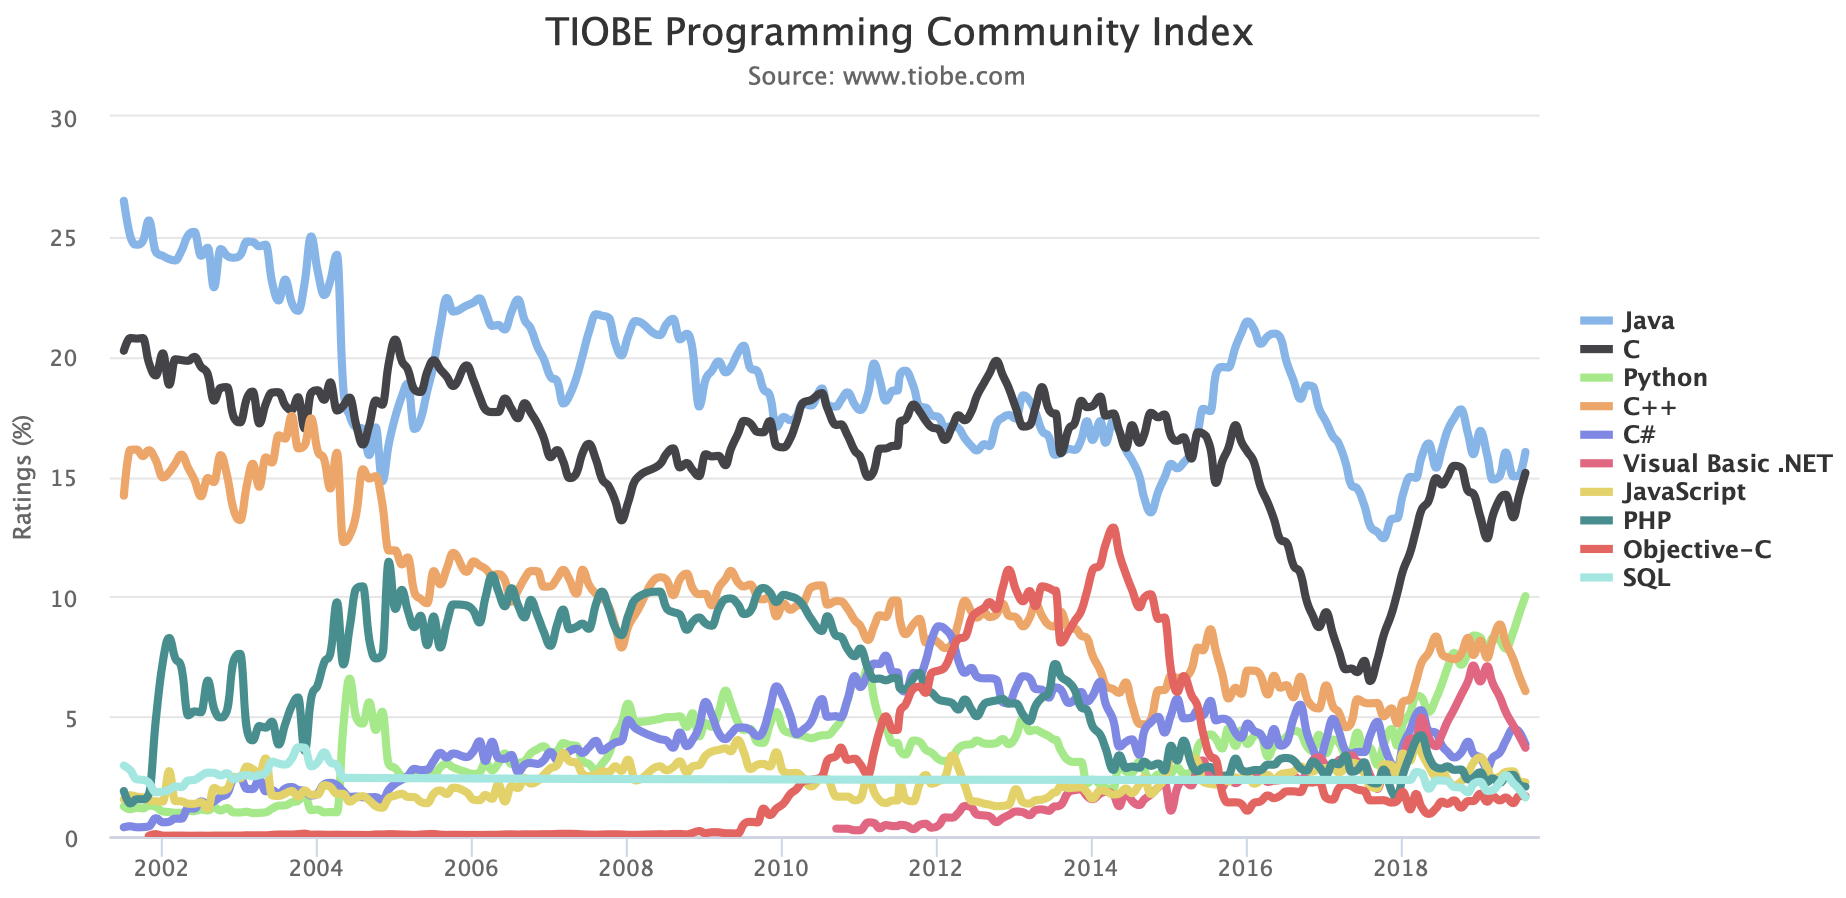 TIOBE Programming Community Index
Source: www.tiobe.com
Ratings (%)
30
25
20
15
10
5
0
2002 2004 2006 2008 2010 2012 2014 2016 2018
Java
C
Python
C++
C#
Visual Basic .NET
JavaScript
PHP
Objective-C
SQL